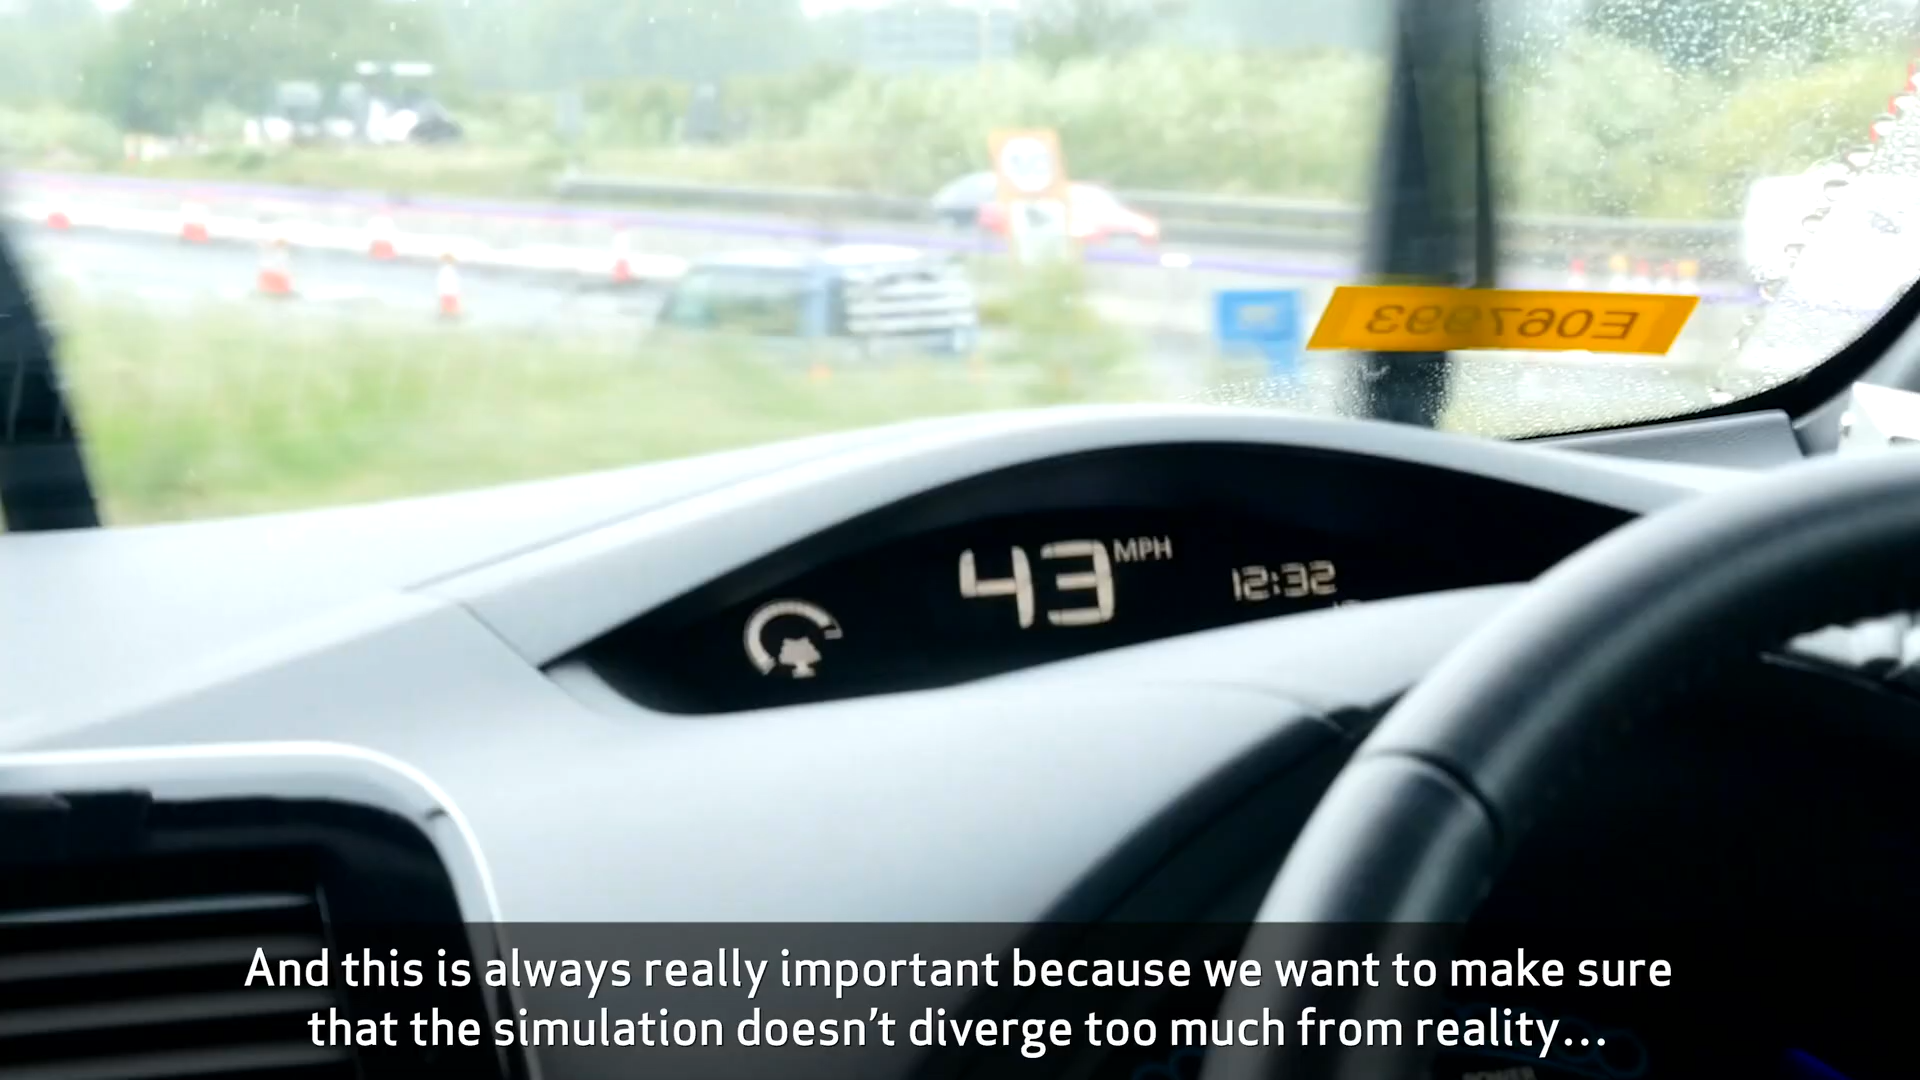 E067993
43 MPH
12:32
And this is always really important because we want to make sure
that the simulation doesn't diverge too much from reality...
POWER